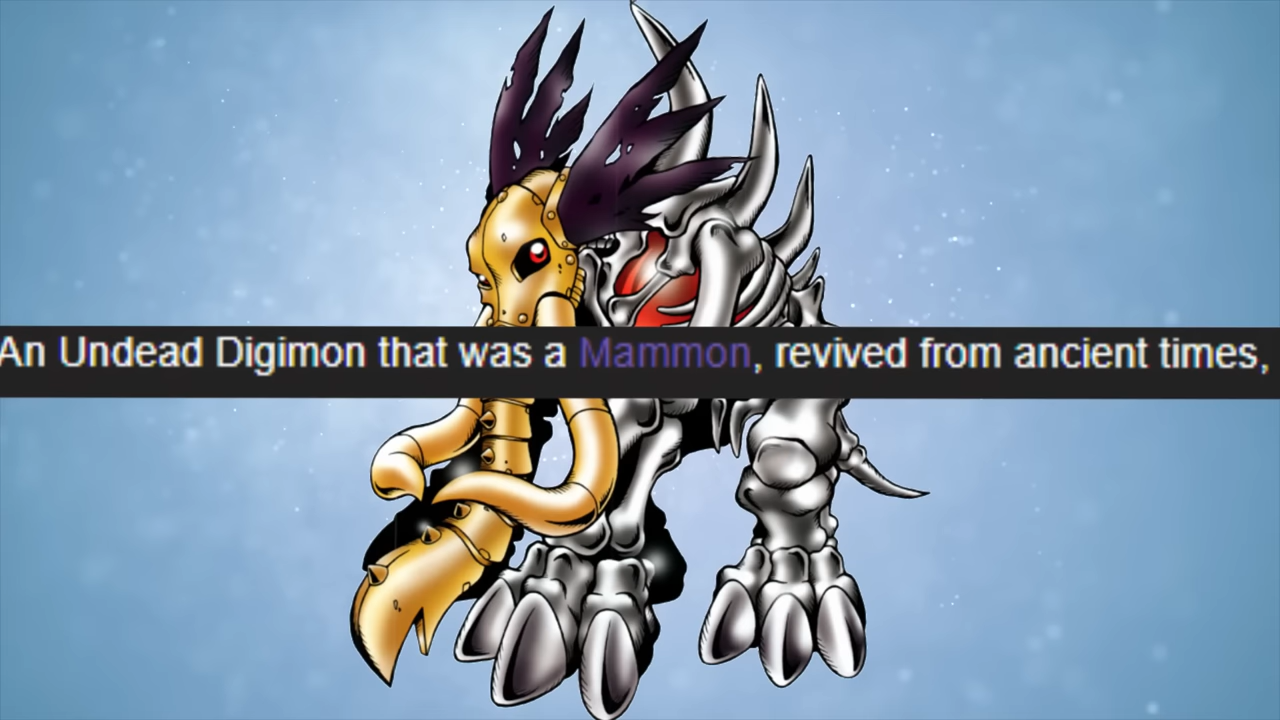 An Undead Digimon that was a Mammon, revived from ancient times,